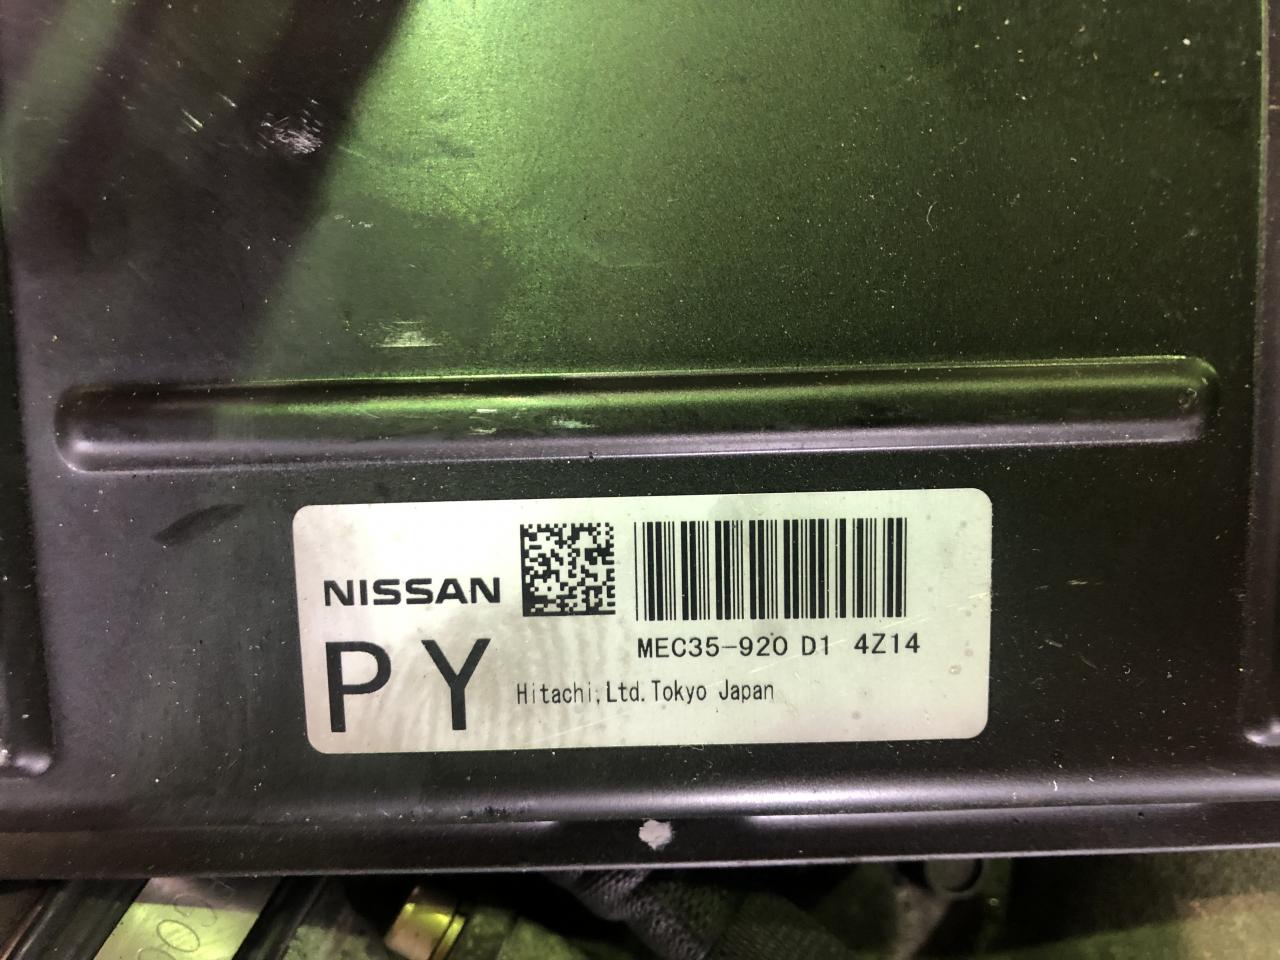 NISSAN
PY
MEC35-920 D1 4Z14
Hitachi,Ltd.Tokyo Japan